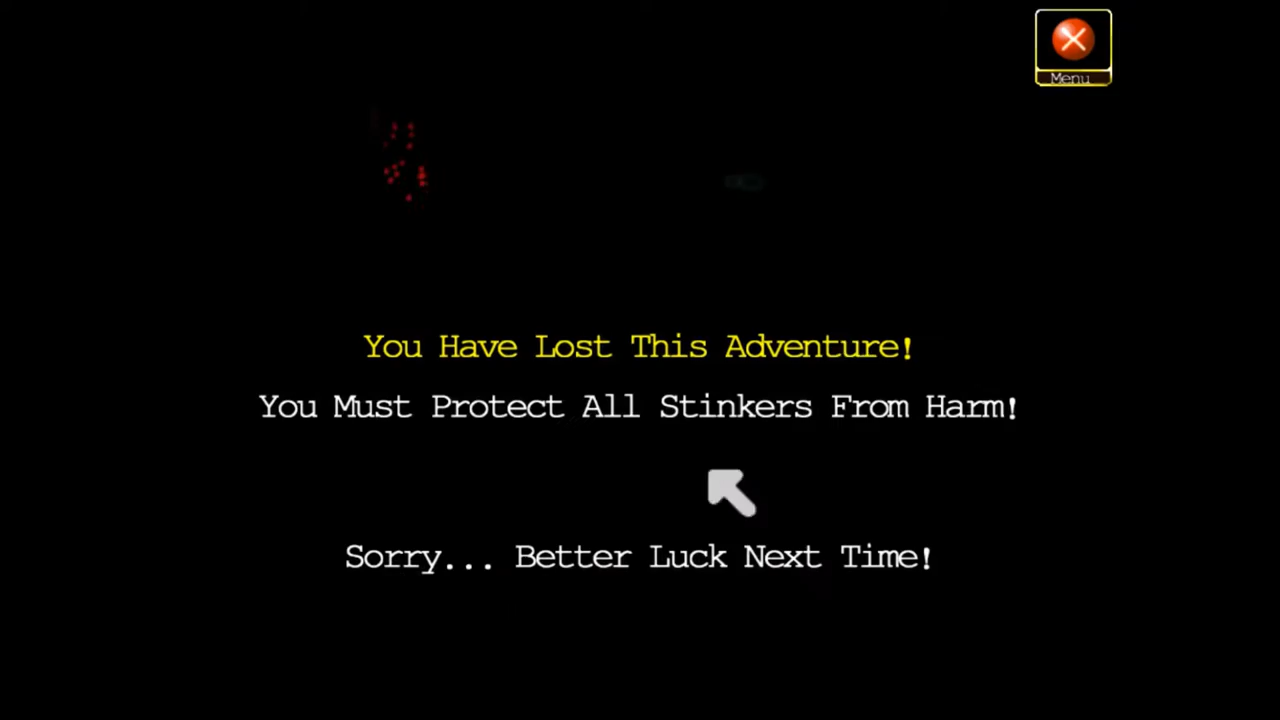 Menu
You Have Lost This Adventure!
You Must Protect All Stinkers From Harm!
Sorry... Better Luck Next Time!